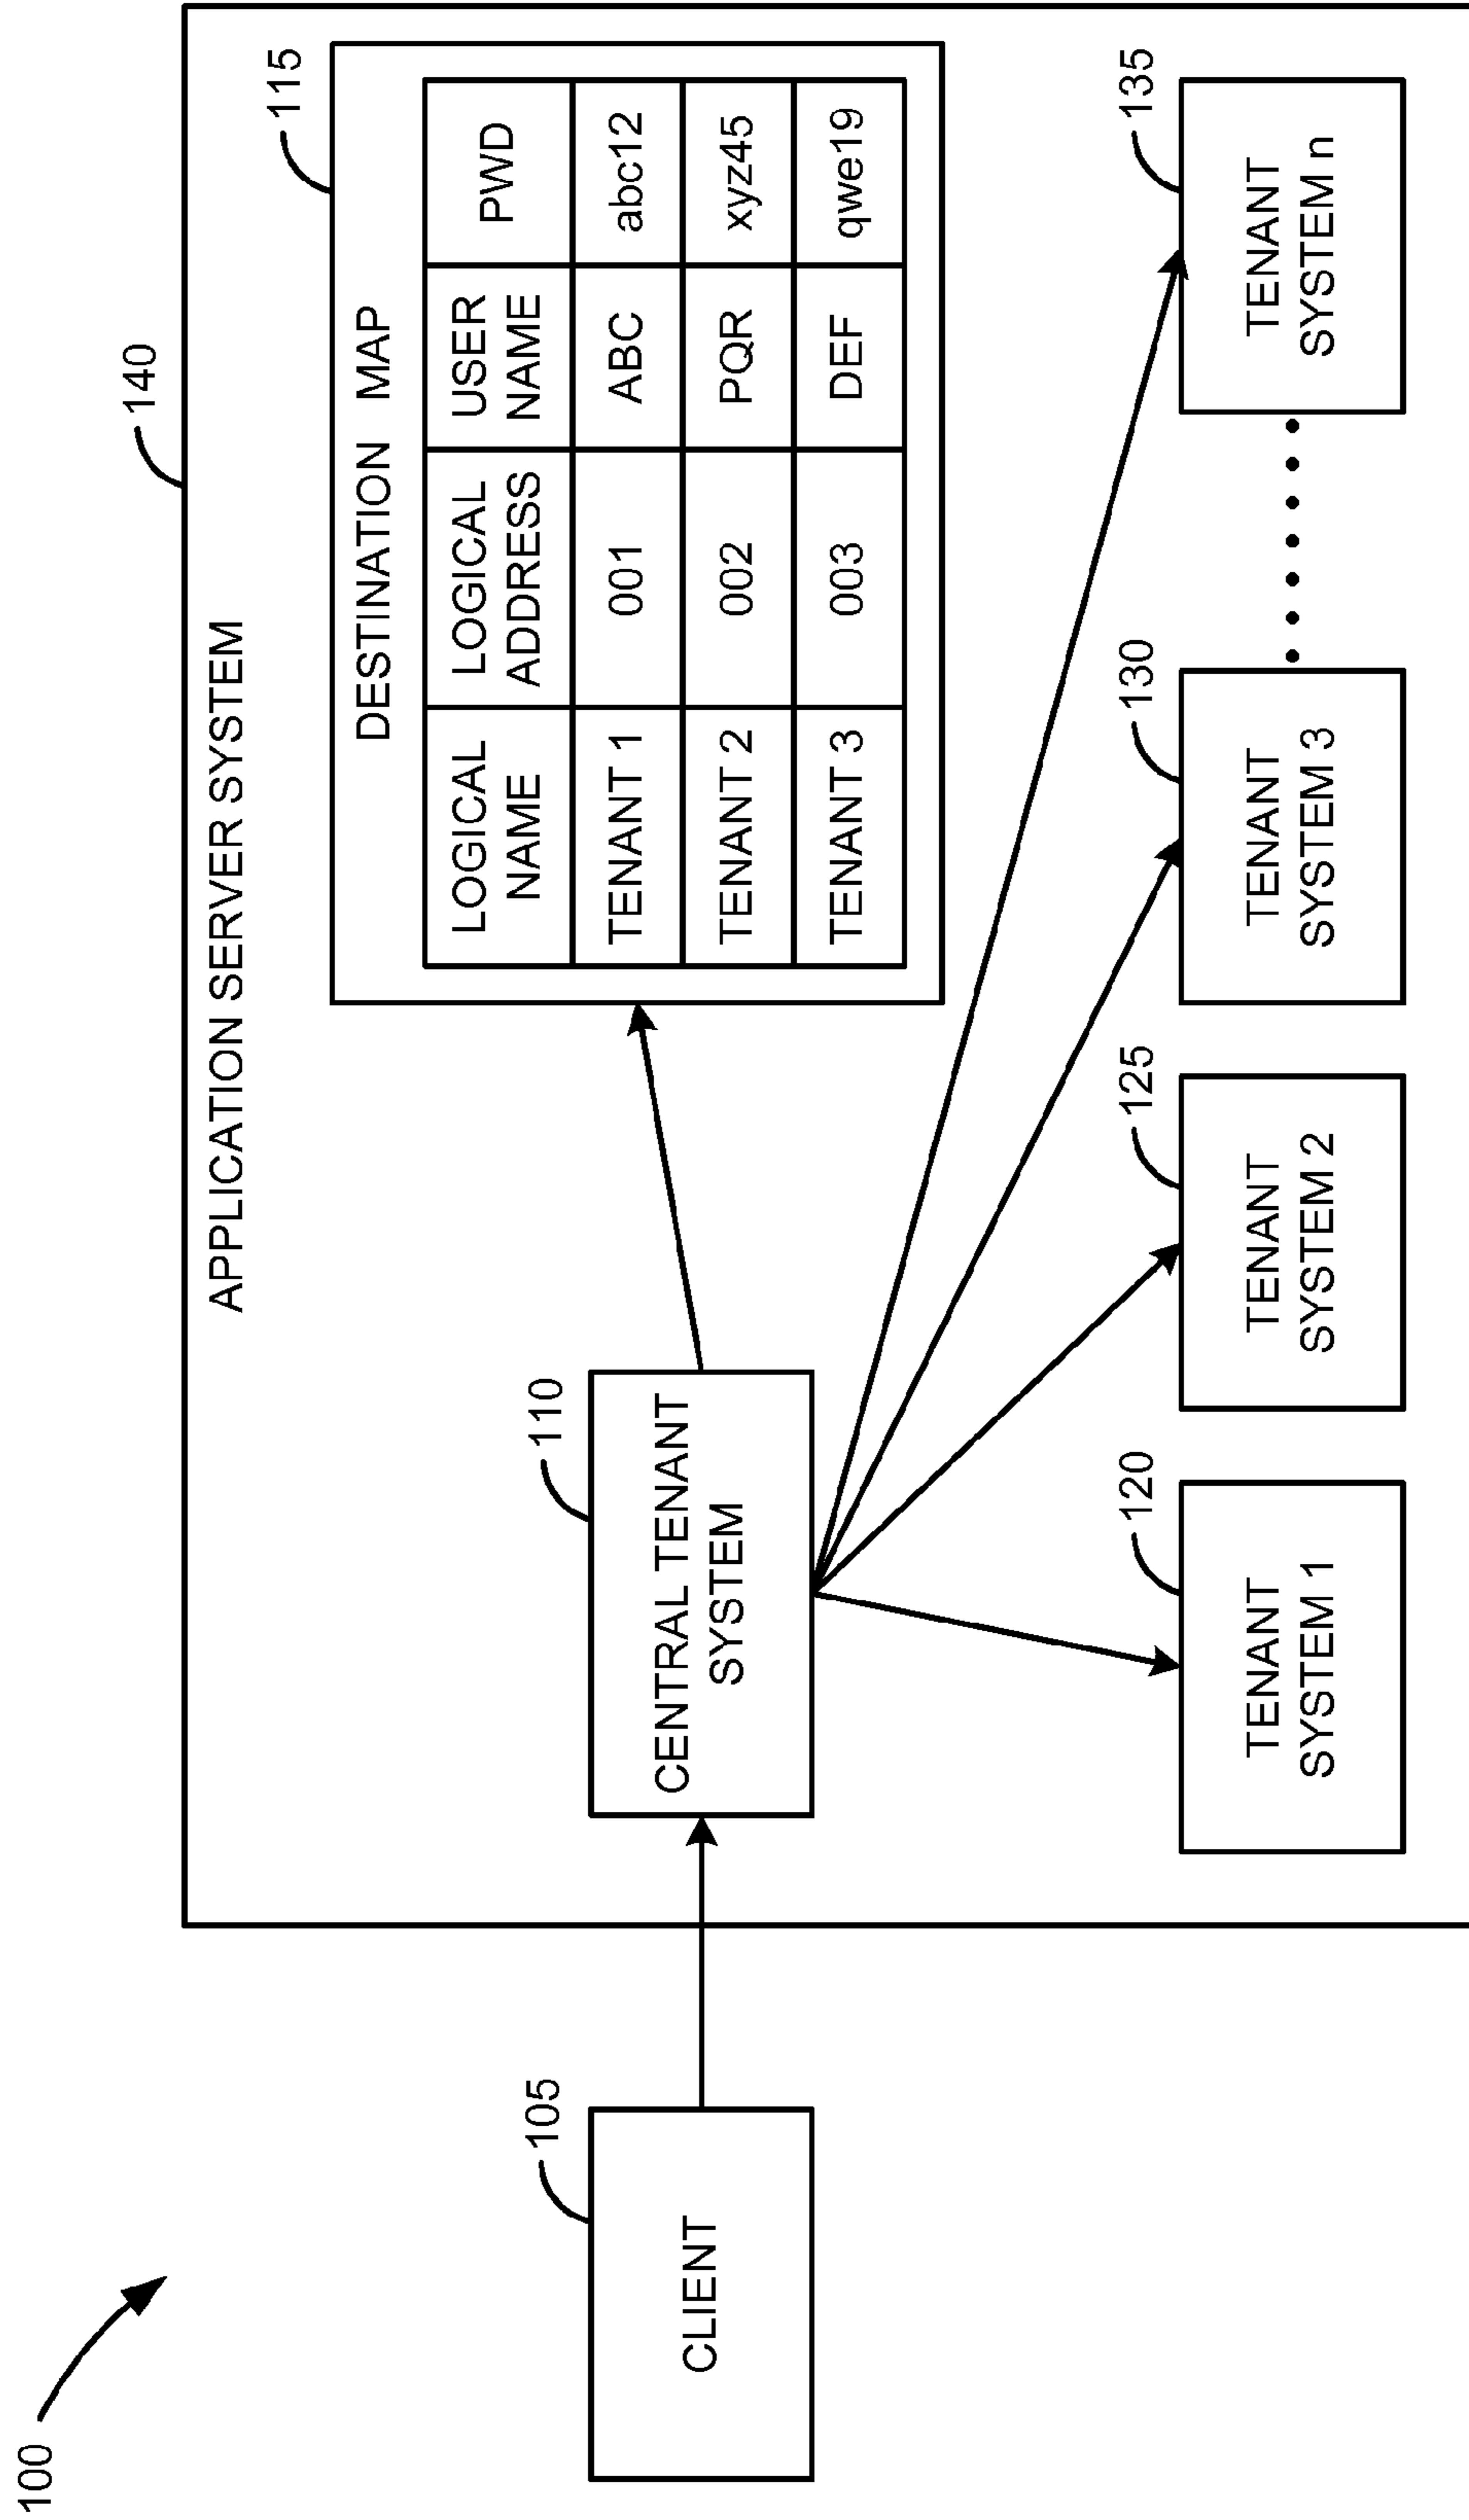 100
140
APPLICATION SERVER SYSTEM
115
DESTINATION MAP
LOGICAL NAME
LOGICAL ADDRESS
USER NAME
PWD
TENANT 1
001
ABC
abc12
TENANT 2
002
PQR
xyz45
TENANT 3
003
DEF
qwe19
105
CLIENT
110
CENTRAL TENANT
SYSTEM
120
TENANT
SYSTEM 1
125
TENANT
SYSTEM 2
130
TENANT
SYSTEM 3
135
TENANT
SYSTEM n